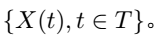 {X(t), t ∈ T}。